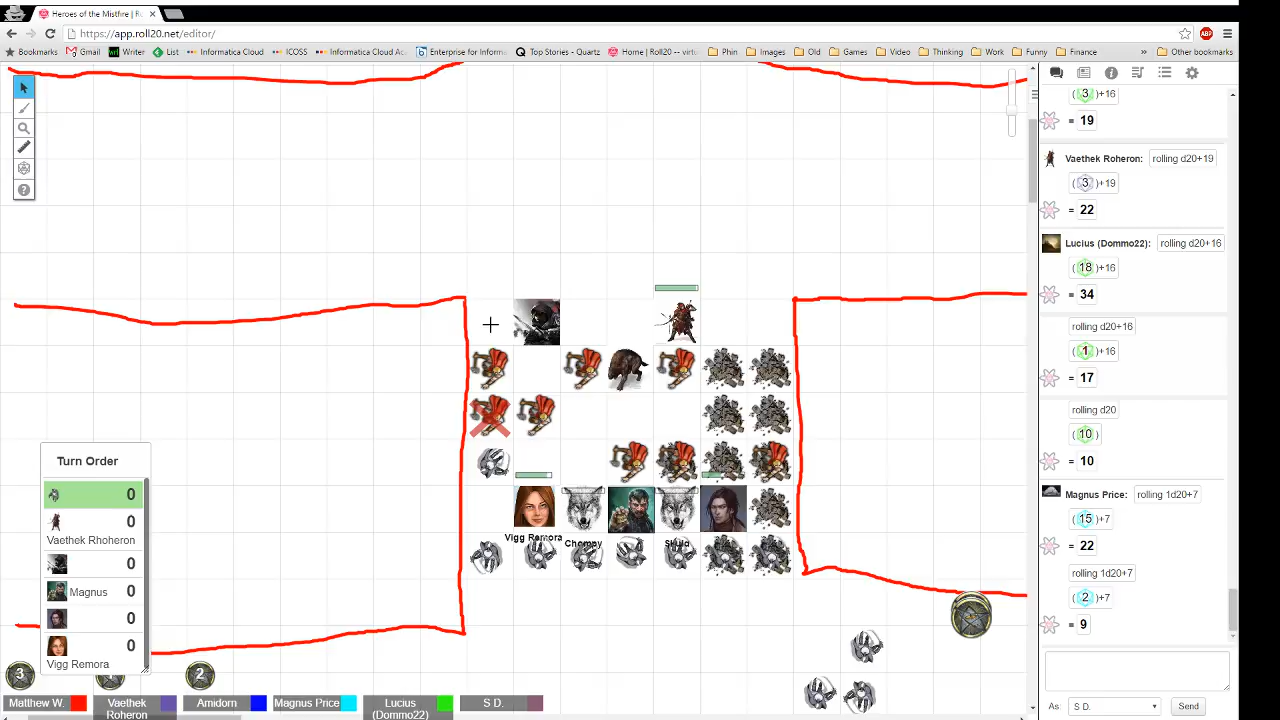 Heroes of the Mistfire | R
https://app.roll20.net/editor/
Bookmarks Gmail Writer List Informatica Cloud ICOSS Informatica Cloud Ac Enterprise for Inform Top Stories - Quartz Home | Roll20 -- virtu Phin Images Old Games Video Thinking Work Funny Finance » Other bookmarks
ABP
(3)+16
= 19
Vaethek Roheron: rolling d20+19
(3)+19
= 22
Lucius (Dommo22): rolling d20+16
(18)+16
= 34
rolling d20+16
(1)+16
= 17
rolling d20
(10)
= 10
Magnus Price: rolling 1d20+7
(15)+7
= 22
rolling 1d20+7
(2)+7
= 9
As: S D.
Send
Turn Order
0
0
Vaethek Rhoheron
0
Magnus 0
0
0
Vigg Remora
Vigg Remora
Chompy
3
2
Matthew W.
Vaethek Roheron
Amidorn
Magnus Price
Lucius (Dommo22)
S D.